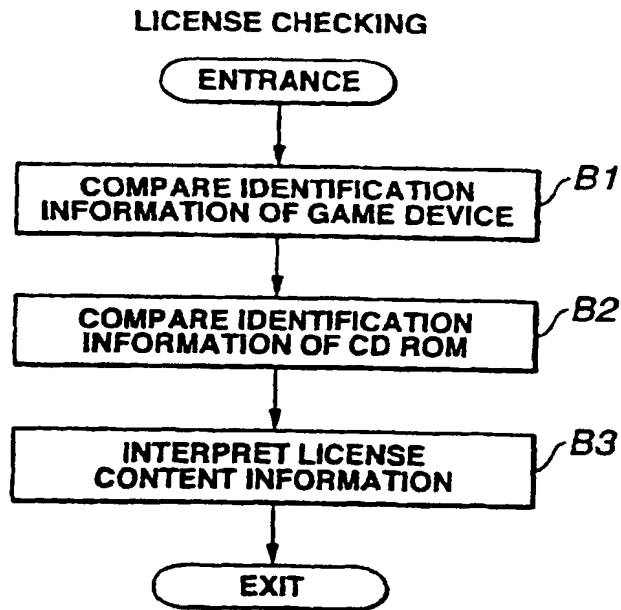 LICENSE CHECKING
ENTRANCE
COMPARE IDENTIFICATION
INFORMATION OF GAME DEVICE
B1
COMPARE IDENTIFICATION
INFORMATION OF CD ROM
B2
INTERPRET LICENSE
CONTENT INFORMATION
B3
EXIT